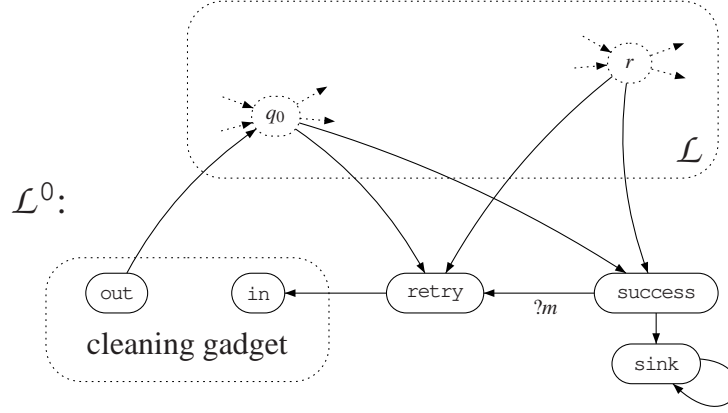 r
q₀
ℒ
ℒ⁰:
out
in
retry
success
?m
cleaning gadget
sink